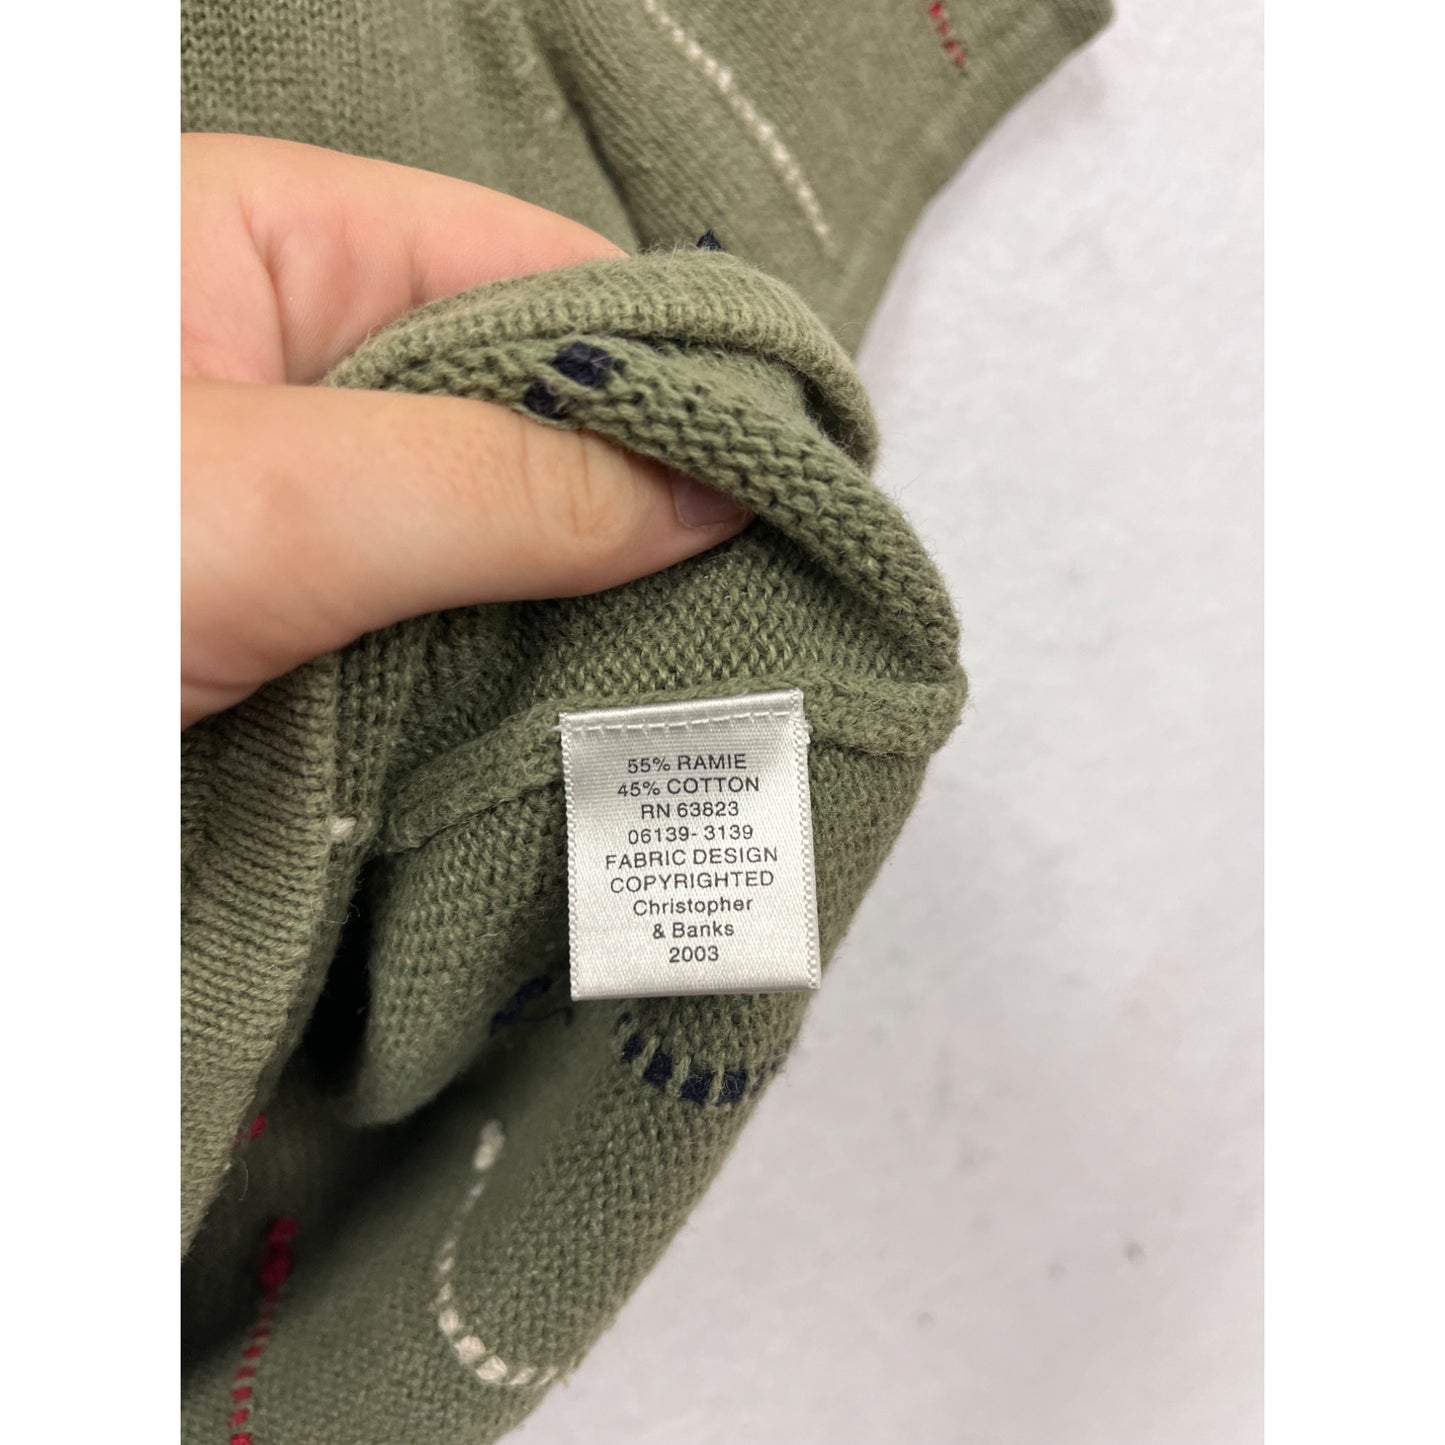 55% RAMIE
45% COTTON
RN 63823
06139- 3139
FABRIC DESIGN
COPYRIGHTED
Christopher
& Banks
2003